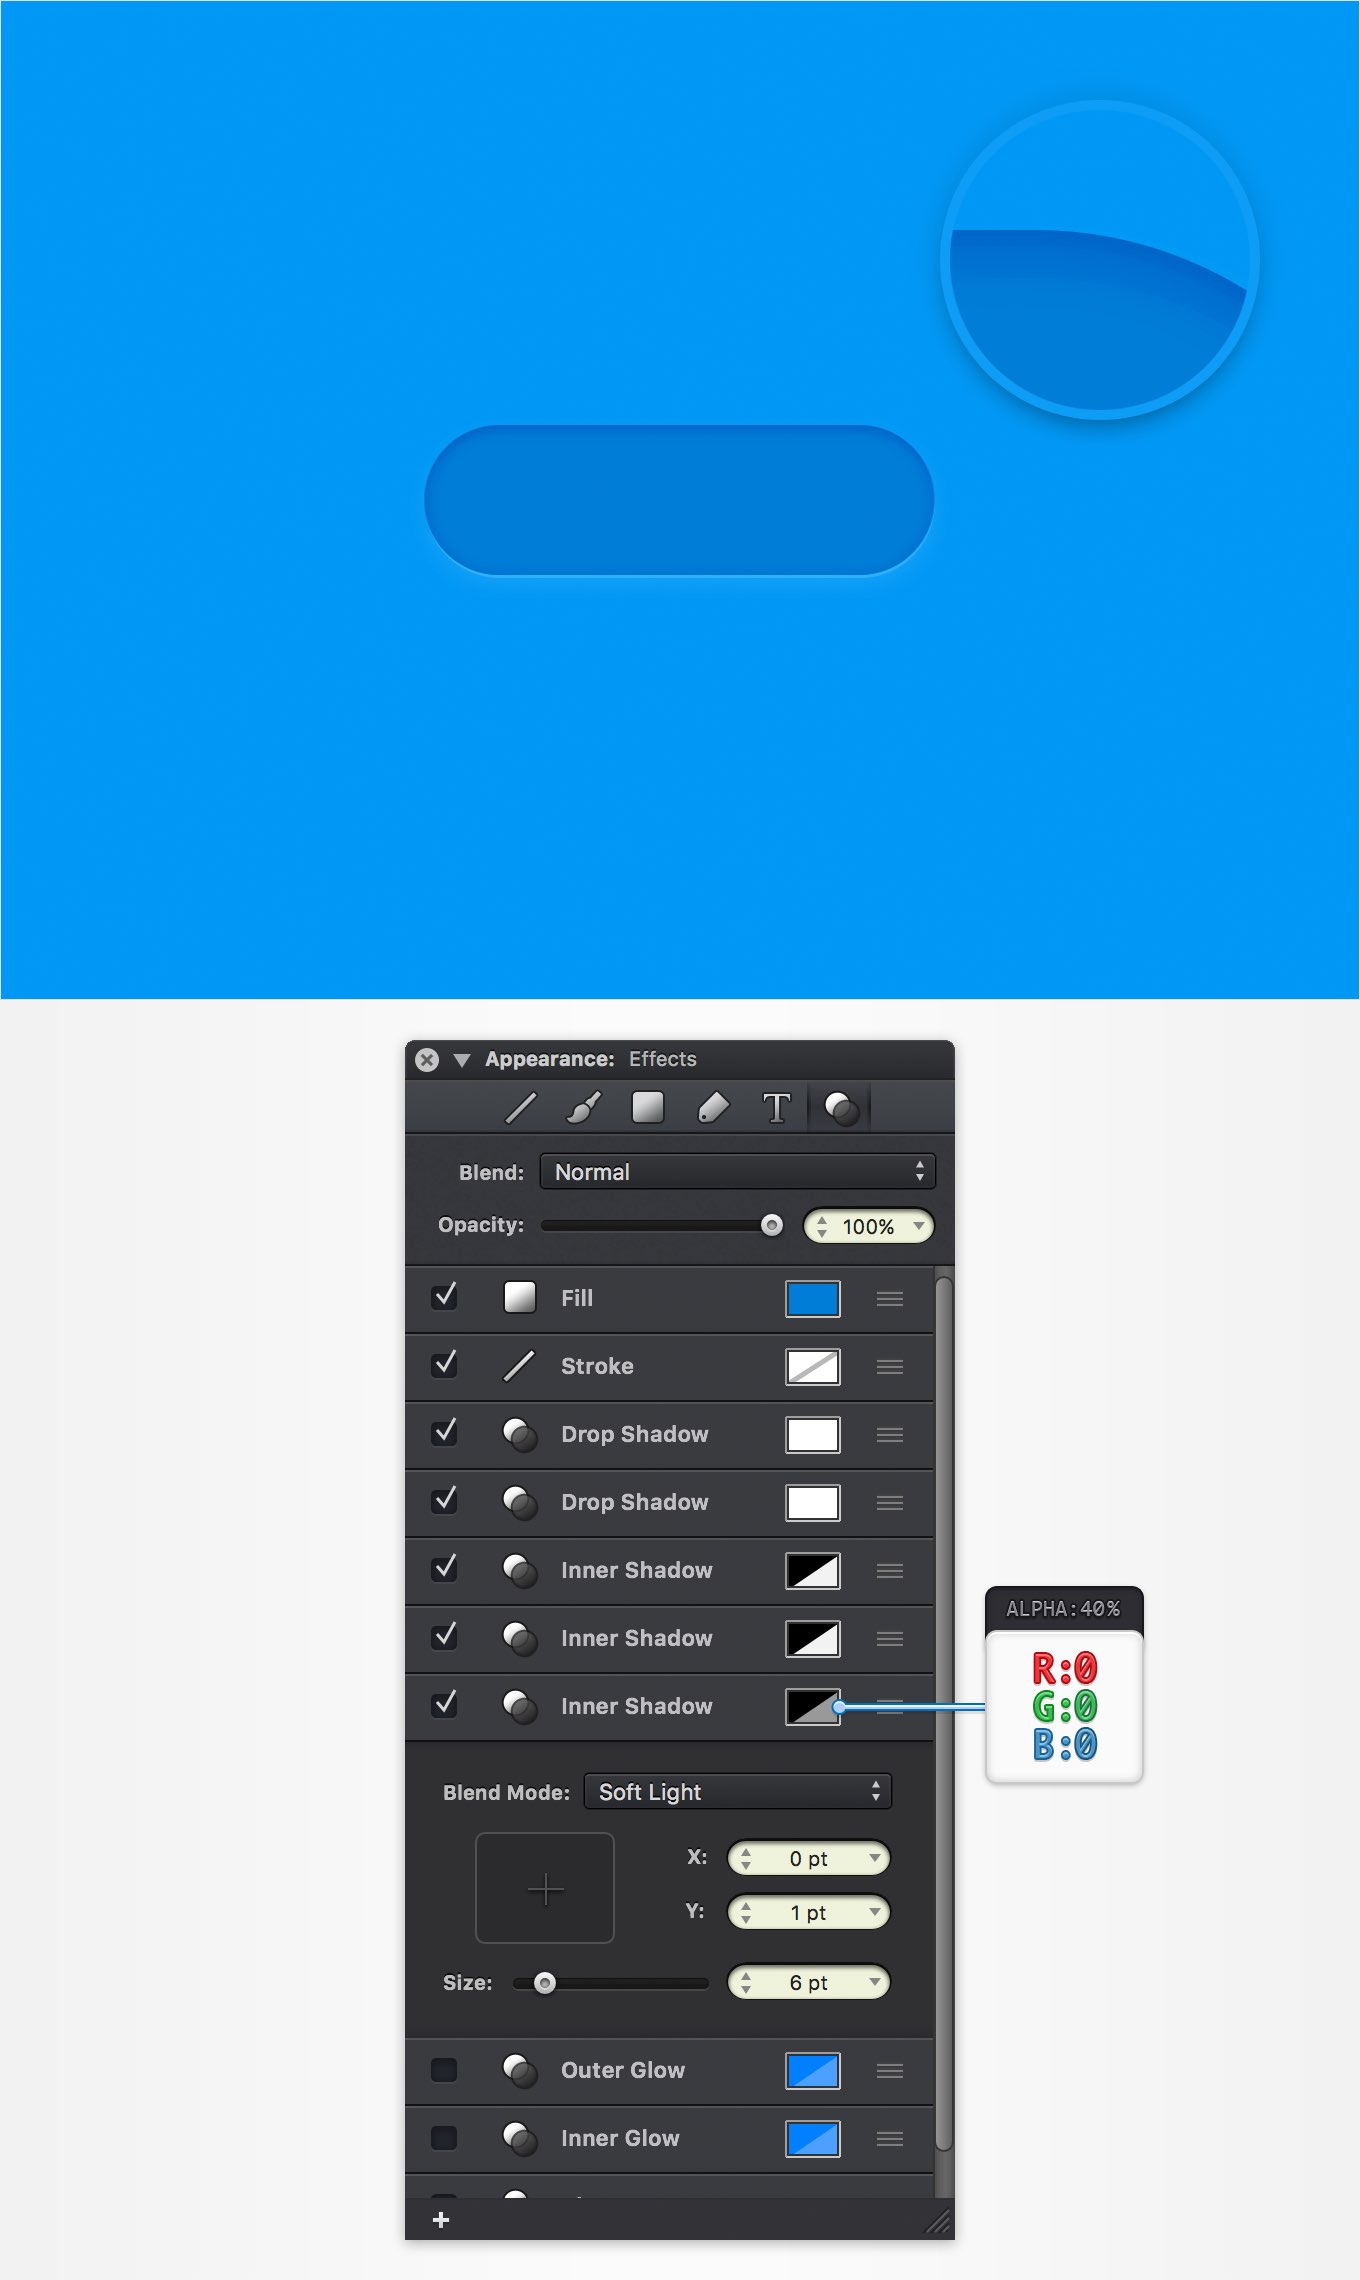 Appearance: Effects
T
Blend: Normal
Opacity: 100%
Fill
Stroke
Drop Shadow
Drop Shadow
Inner Shadow
Inner Shadow
Inner Shadow
ALPHA:40%
R:0
G:0
B:0
Blend Mode: Soft Light
X: 0 pt
Y: 1 pt
Size: 6 pt
Outer Glow
Inner Glow